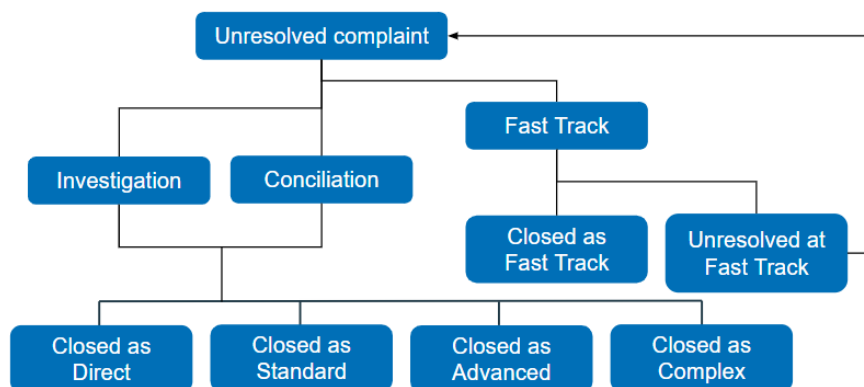 Unresolved complaint
Fast Track
Investigation
Conciliation
Closed as
Fast Track
Unresolved at
Fast Track
Closed as
Direct
Closed as
Standard
Closed as
Advanced
Closed as
Complex